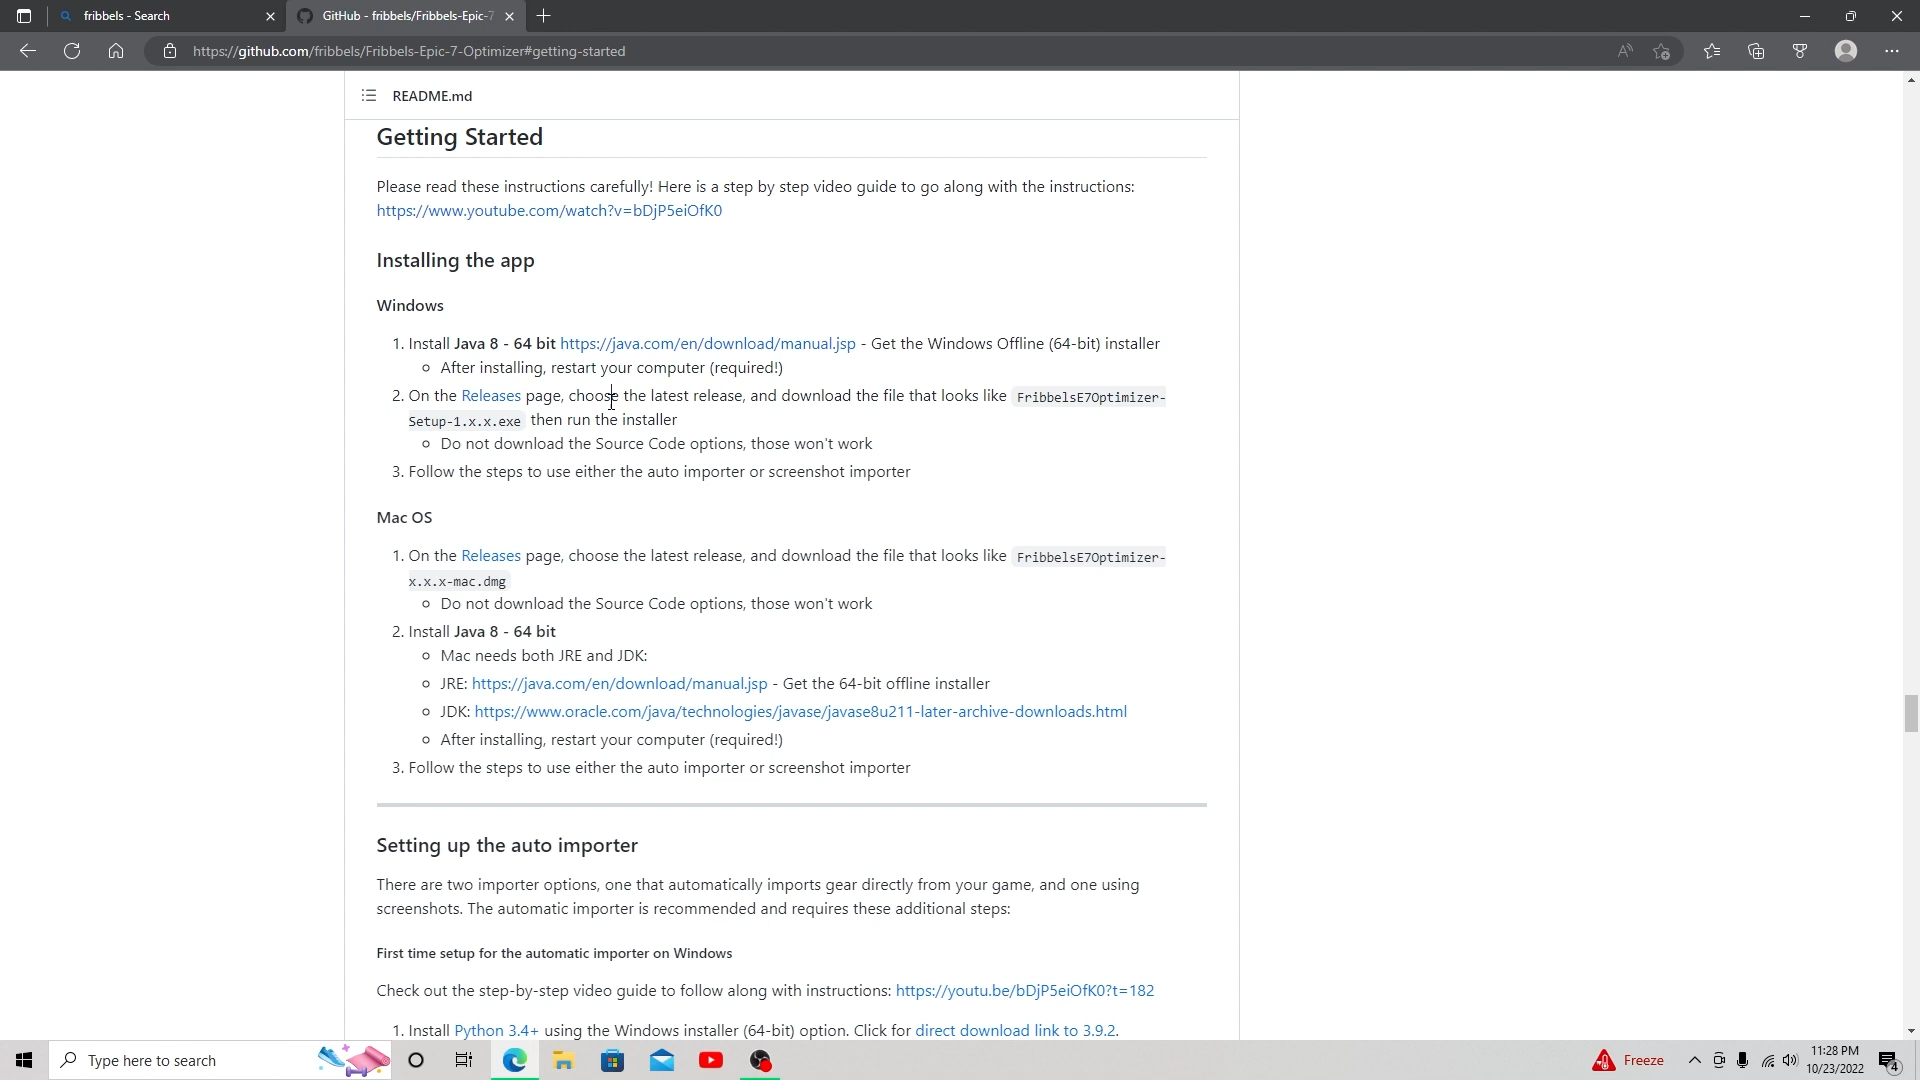 fribbels - Search
GitHub - fribbels/Fribbels-Epic-7
https://github.com/fribbels/Fribbels-Epic-7-Optimizer#getting-started
README.md
Getting Started
Please read these instructions carefully! Here is a step by step video guide to go along with the instructions:
https://www.youtube.com/watch?v=bDjP5eiOfK0
Installing the app
Windows
1. Install Java 8 - 64 bit https://java.com/en/download/manual.jsp - Get the Windows Offline (64-bit) installer
After installing, restart your computer (required!)
2. On the Releases page, choose the latest release, and download the file that looks like FribbelsE7Optimizer-
Setup-1.x.x.exe then run the installer
Do not download the Source Code options, those won't work
3. Follow the steps to use either the auto importer or screenshot importer
Mac OS
1. On the Releases page, choose the latest release, and download the file that looks like FribbelsE7Optimizer-
x.x.x-mac.dmg
Do not download the Source Code options, those won't work
2. Install Java 8 - 64 bit
Mac needs both JRE and JDK:
JRE: https://java.com/en/download/manual.jsp - Get the 64-bit offline installer
JDK: https://www.oracle.com/java/technologies/javase/javase8u211-later-archive-downloads.html
After installing, restart your computer (required!)
3. Follow the steps to use either the auto importer or screenshot importer
Setting up the auto importer
There are two importer options, one that automatically imports gear directly from your game, and one using
screenshots. The automatic importer is recommended and requires these additional steps:
First time setup for the automatic importer on Windows
Check out the step-by-step video guide to follow along with instructions: https://youtu.be/bDjP5eiOfK0?t=182
1. Install Python 3.4+ using the Windows installer (64-bit) option. Click for direct download link to 3.9.2.
Type here to search
Freeze
11:28 PM
10/23/2022
4